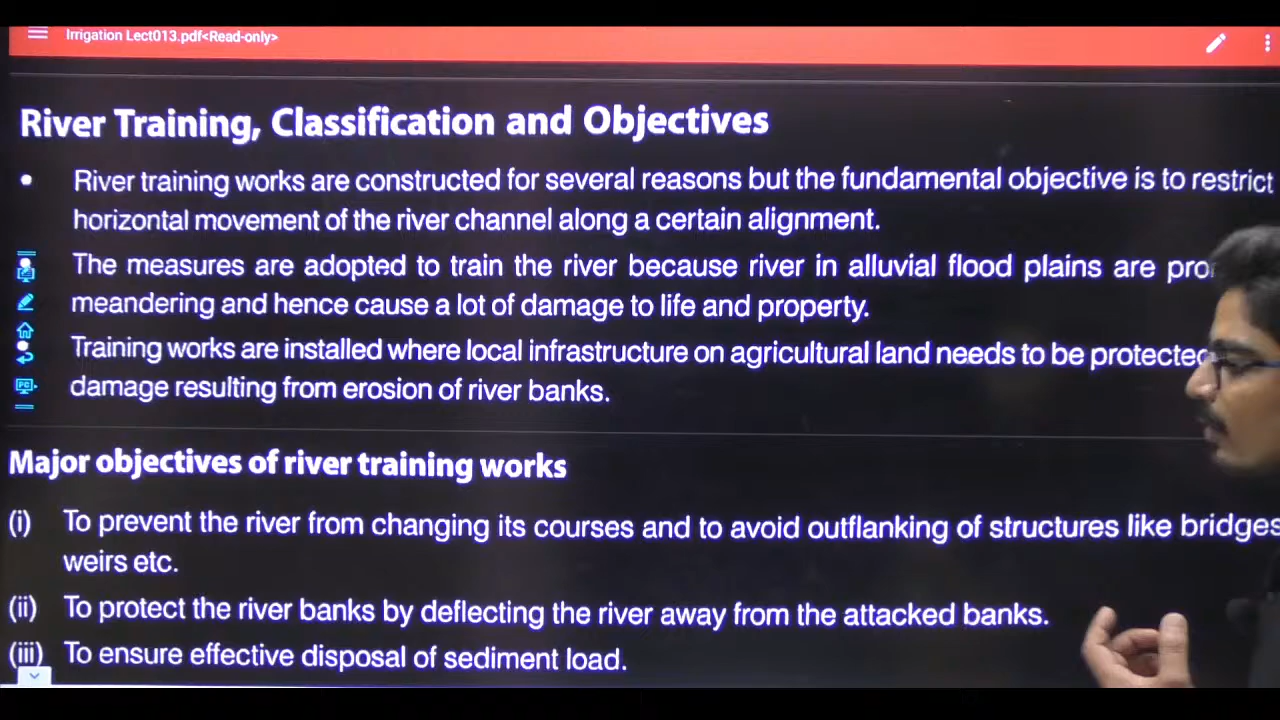 Irrigation Lect013.pdf<Read-only>
River Training, Classification and Objectives
• River training works are constructed for several reasons but the fundamental objective is to restrict
horizontal movement of the river channel along a certain alignment.
The measures are adopted to train the river because river in alluvial flood plains are
meandering and hence cause a lot of damage to life and property.
Training works are installed where local infrastructure on agricultural land needs to be protected
damage resulting from erosion of river banks.
PC
Major objectives of river training works
(i) To prevent the river from changing its courses and to avoid outflanking of structures like bridges
weirs etc.
(ii) To protect the river banks by deflecting the river away from the attacked banks.
(iii) To ensure effective disposal of sediment load.